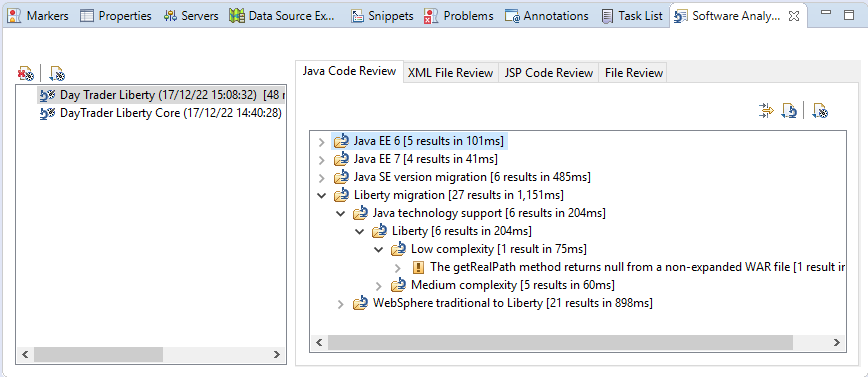 Markers Properties Servers Data Source Ex... Snippets Problems Annotations Task List Software Analy...
Java Code Review XML File Review JSP Code Review File Review
Day Trader Liberty (17/12/22 15:08:32) [48 r
DayTrader Liberty Core (17/12/22 14:40:28)
Java EE 6 [5 results in 101ms]
Java EE 7 [4 results in 41ms]
Java SE version migration [6 results in 485ms]
Liberty migration [27 results in 1,151ms]
Java technology support [6 results in 204ms]
Liberty [6 results in 204ms]
Low complexity [1 result in 75ms]
The getRealPath method returns null from a non-expanded WAR file [1 result in
Medium complexity [5 results in 60ms]
WebSphere traditional to Liberty [21 results in 898ms]